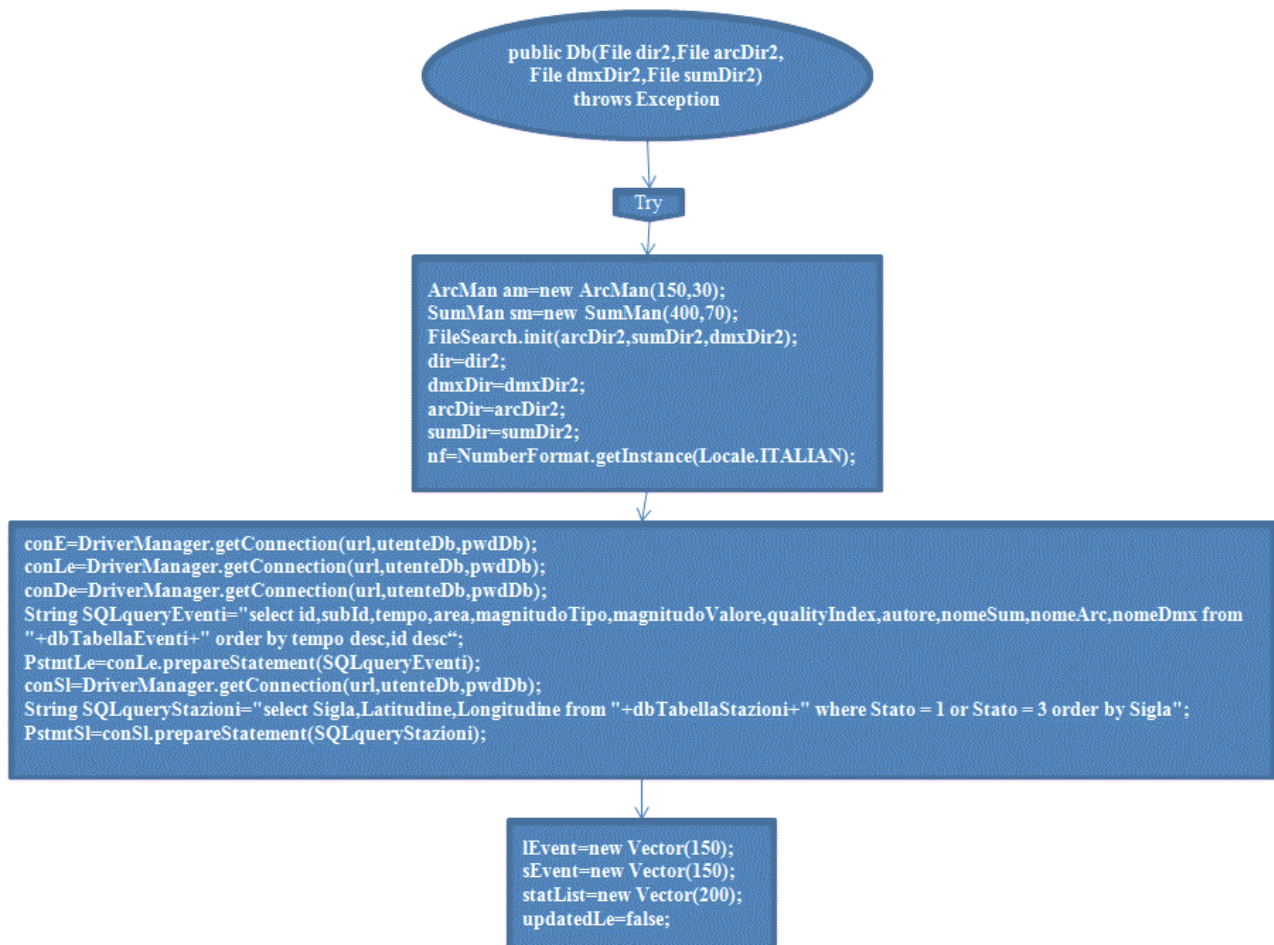 public Db(File dir2,File arcDir2,
File dmxDir2,File sumDir2)
throws Exception
Try
ArcMan am=new ArcMan(150,30);
SumMan sm=new SumMan(400,70);
FileSearch.init(arcDir2,sumDir2,dmxDir2);
dir=dir2;
dmxDir=dmxDir2;
arcDir=arcDir2;
sumDir=sumDir2;
nf=NumberFormat.getInstance(Locale.ITALIAN);
conE=DriverManager.getConnection(url,utenteDb,pwdDb);
conLe=DriverManager.getConnection(url,utenteDb,pwdDb);
conDe=DriverManager.getConnection(url,utenteDb,pwdDb);
String SQLqueryEventi="select id,subId,tempo,area,magnitudoTipo,magnitudoValore,qualityIndex,autore,nomeSum,nomeArc,nomeDmx from
"+dbTabellaEventi+" order by tempo desc,id desc“;
PstmtLe=conLe.prepareStatement(SQLqueryEventi);
conSl=DriverManager.getConnection(url,utenteDb,pwdDb);
String SQLqueryStazioni="select Sigla,Latitudine,Longitudine from "+dbTabellaStazioni+" where Stato = 1 or Stato = 3 order by Sigla";
PstmtSl=conSl.prepareStatement(SQLqueryStazioni);
lEvent=new Vector(150);
sEvent=new Vector(150);
statList=new Vector(200);
updatedLe=false;